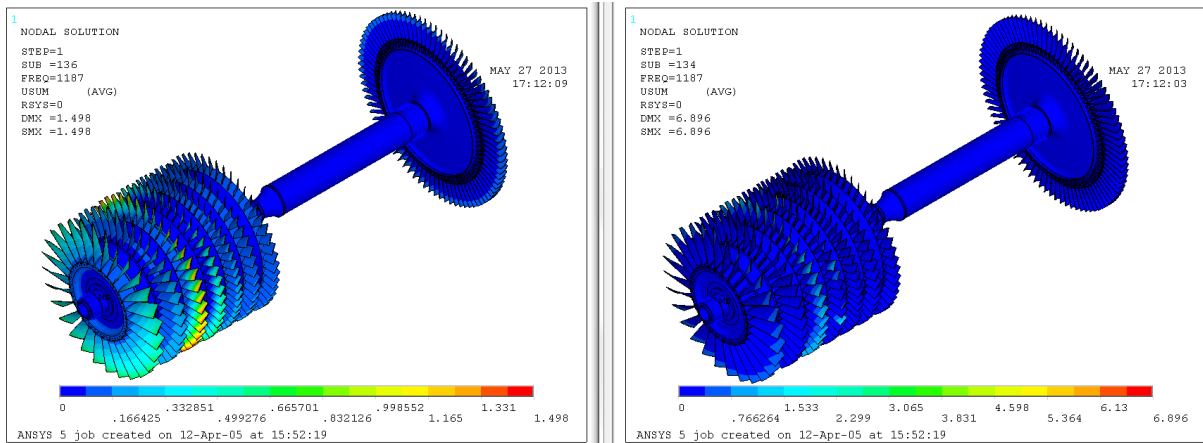 1
NODAL SOLUTION
STEP=1
SUB =136
FREQ=1187
USUM (AVG)
RSYS=0
DMX =1.498
SMX =1.498
MAY 27 2013
17:12:09
0 .332851 .665701 .998552 1.331
.166425 .499276 .832126 1.165 1.498
ANSYS 5 job created on 12-Apr-05 at 15:52:19
1
NODAL SOLUTION
STEP=1
SUB =134
FREQ=1187
USUM (AVG)
RSYS=0
DMX =6.896
SMX =6.896
MAY 27 2013
17:12:03
0 1.533 3.065 4.598 6.13
.766264 2.299 3.831 5.364 6.896
ANSYS 5 job created on 12-Apr-05 at 15:52:19